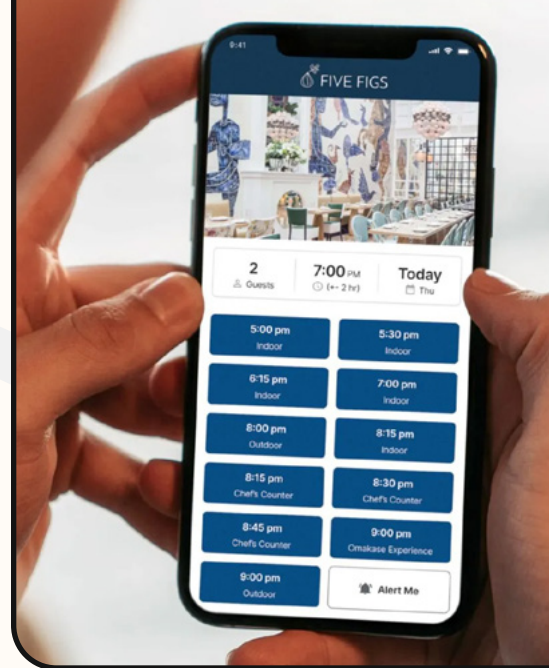 9:41
FIVE FIGS
2
Guests
7:00 PM
(+- 2 hr)
Today
Thu
5:00 pm
Indoor
5:30 pm
Indoor
6:15 pm
Indoor
7:00 pm
Indoor
8:00 pm
Outdoor
8:15 pm
Indoor
8:15 pm
Chef's Counter
8:30 pm
Chef's Counter
8:45 pm
Chef's Counter
9:00 pm
Omakase Experience
9:00 pm
Outdoor
Alert Me